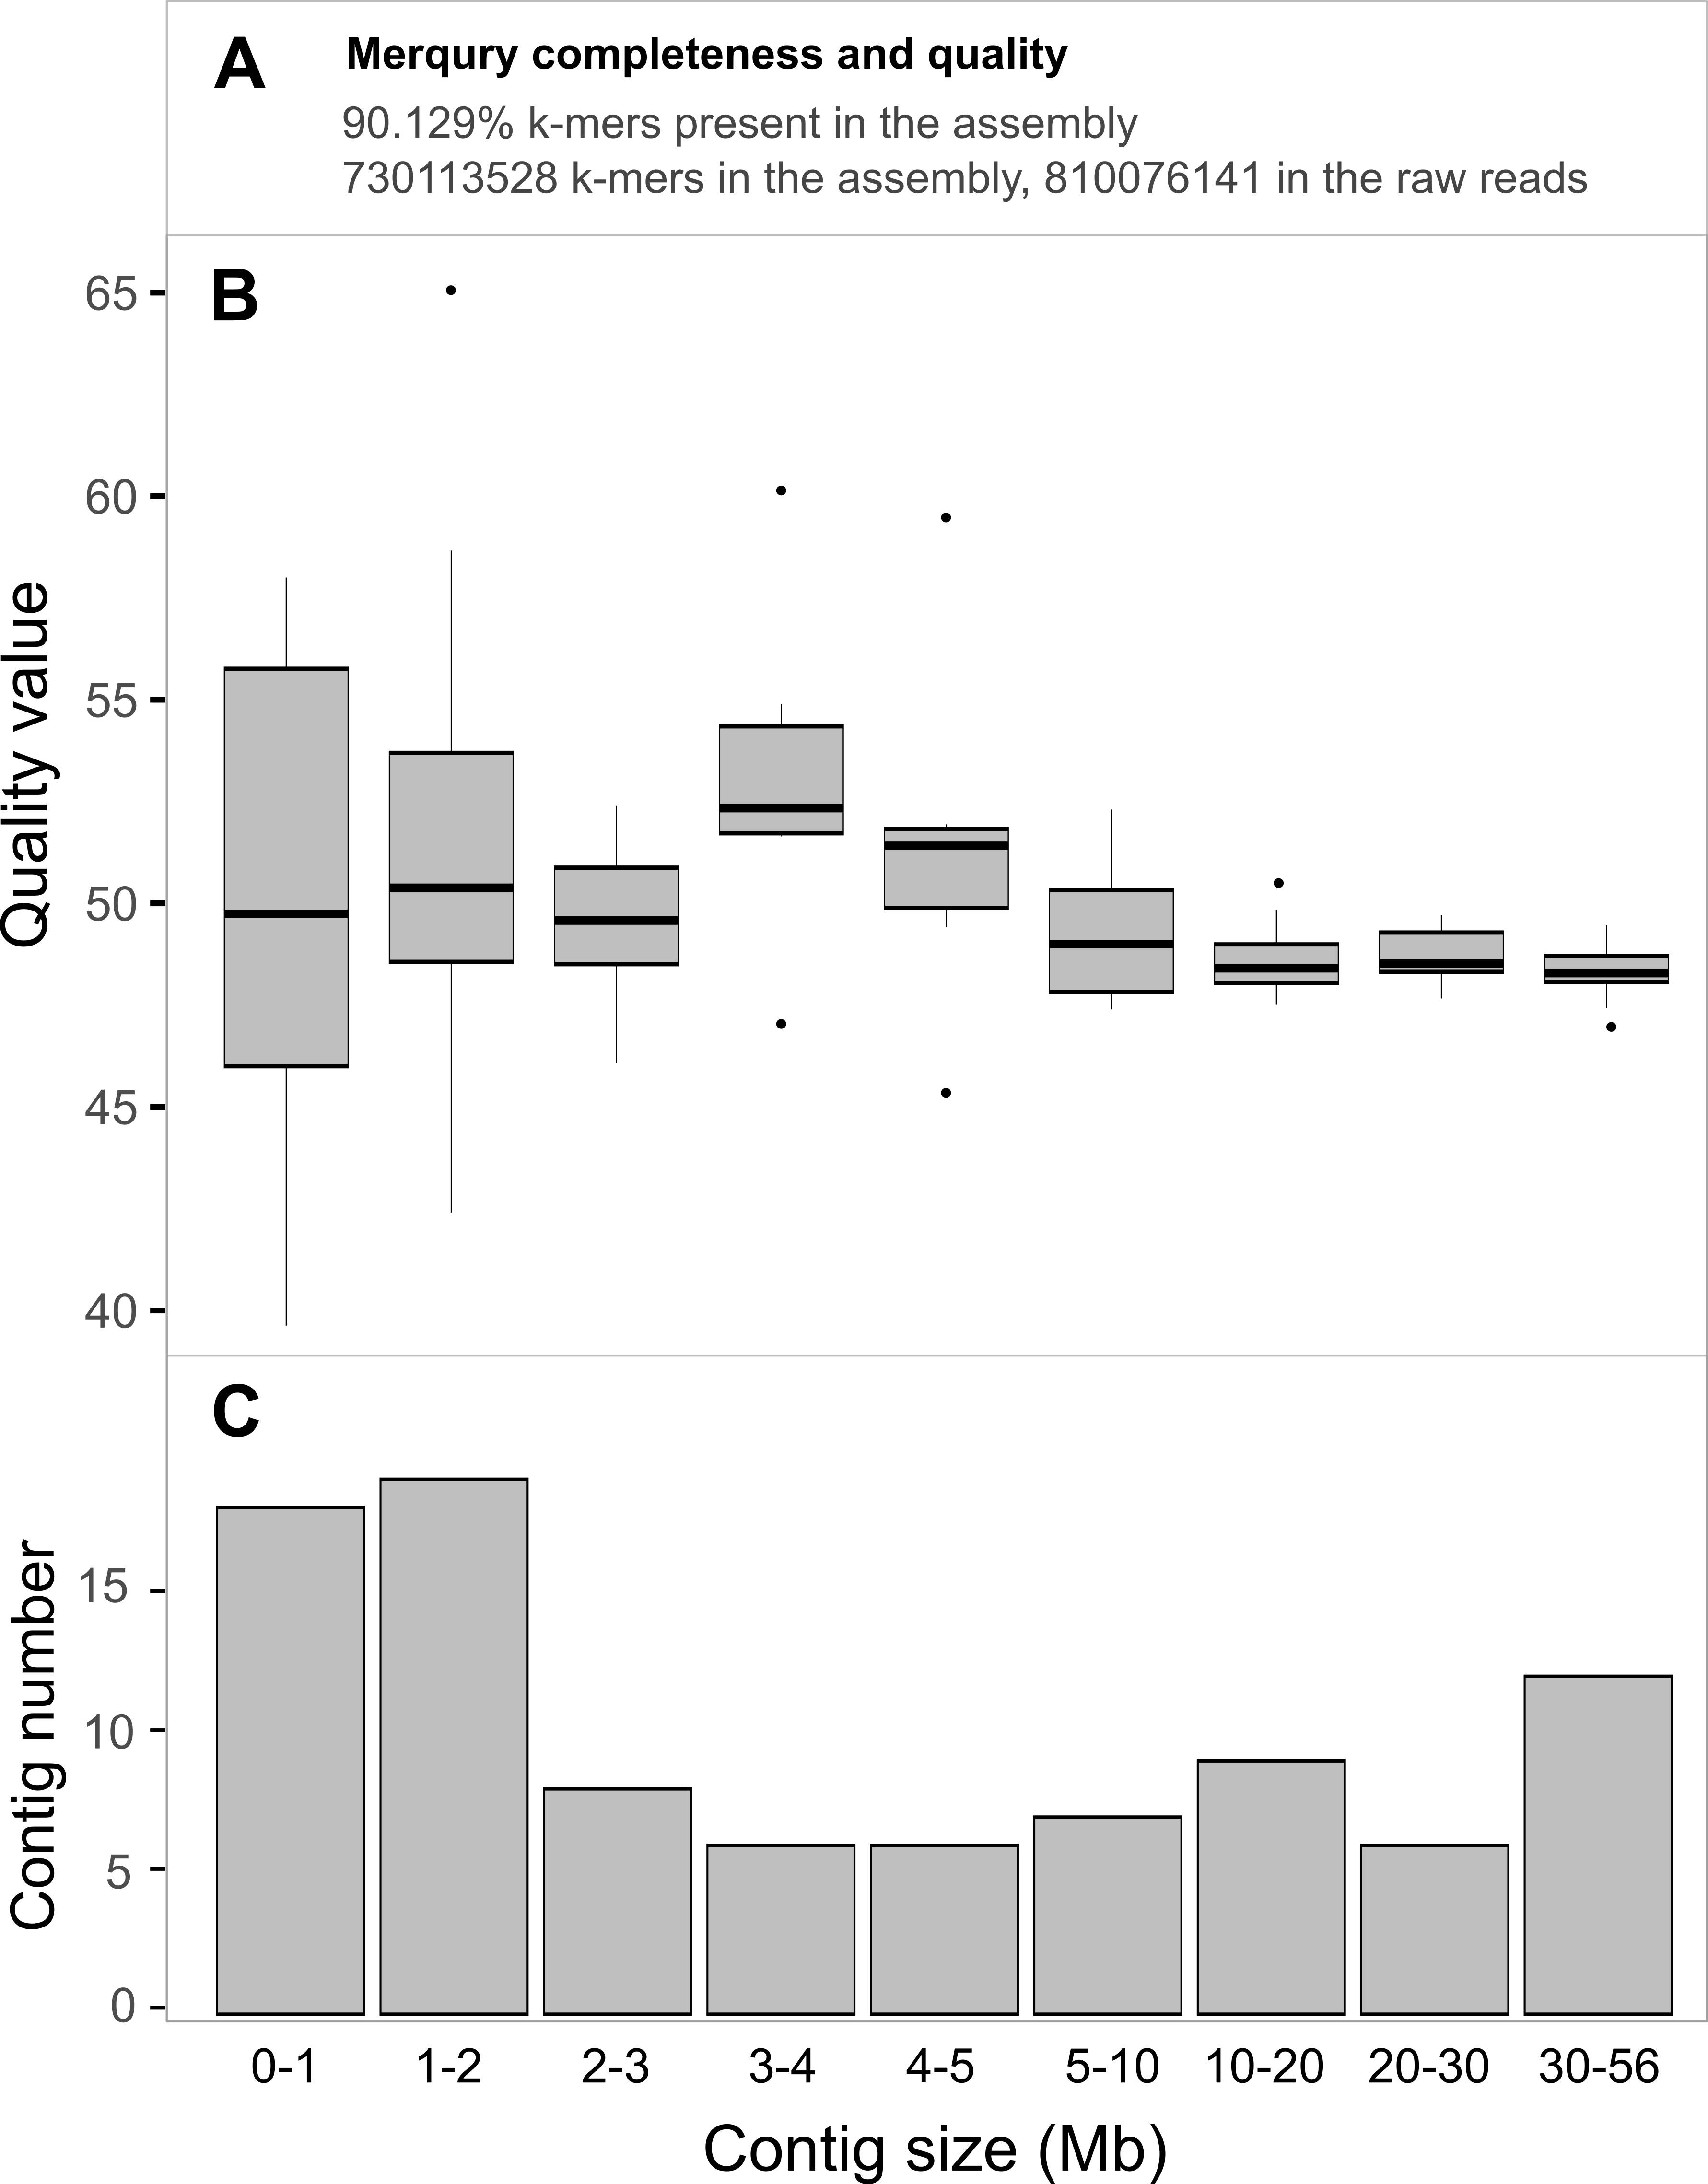 A Merqury completeness and quality
90.129% k-mers present in the assembly
730113528 k-mers in the assembly, 810076141 in the raw reads
B
65
60
55
50
45
40
Quality value
C
15
10
5
0
Contig number
0-1 1-2 2-3 3-4 4-5 5-10 10-20 20-30 30-56
Contig size (Mb)